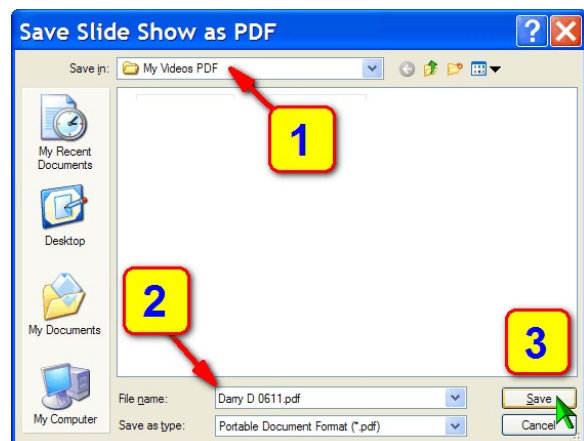 Save Slide Show as PDF
Save in:
My Videos PDF
1
My Recent
Documents
Desktop
My Documents
My Computer
2
3
File name:
Darry D 0611.pdf
Save
Save as type:
Portable Document Format (*.pdf)
Cancel